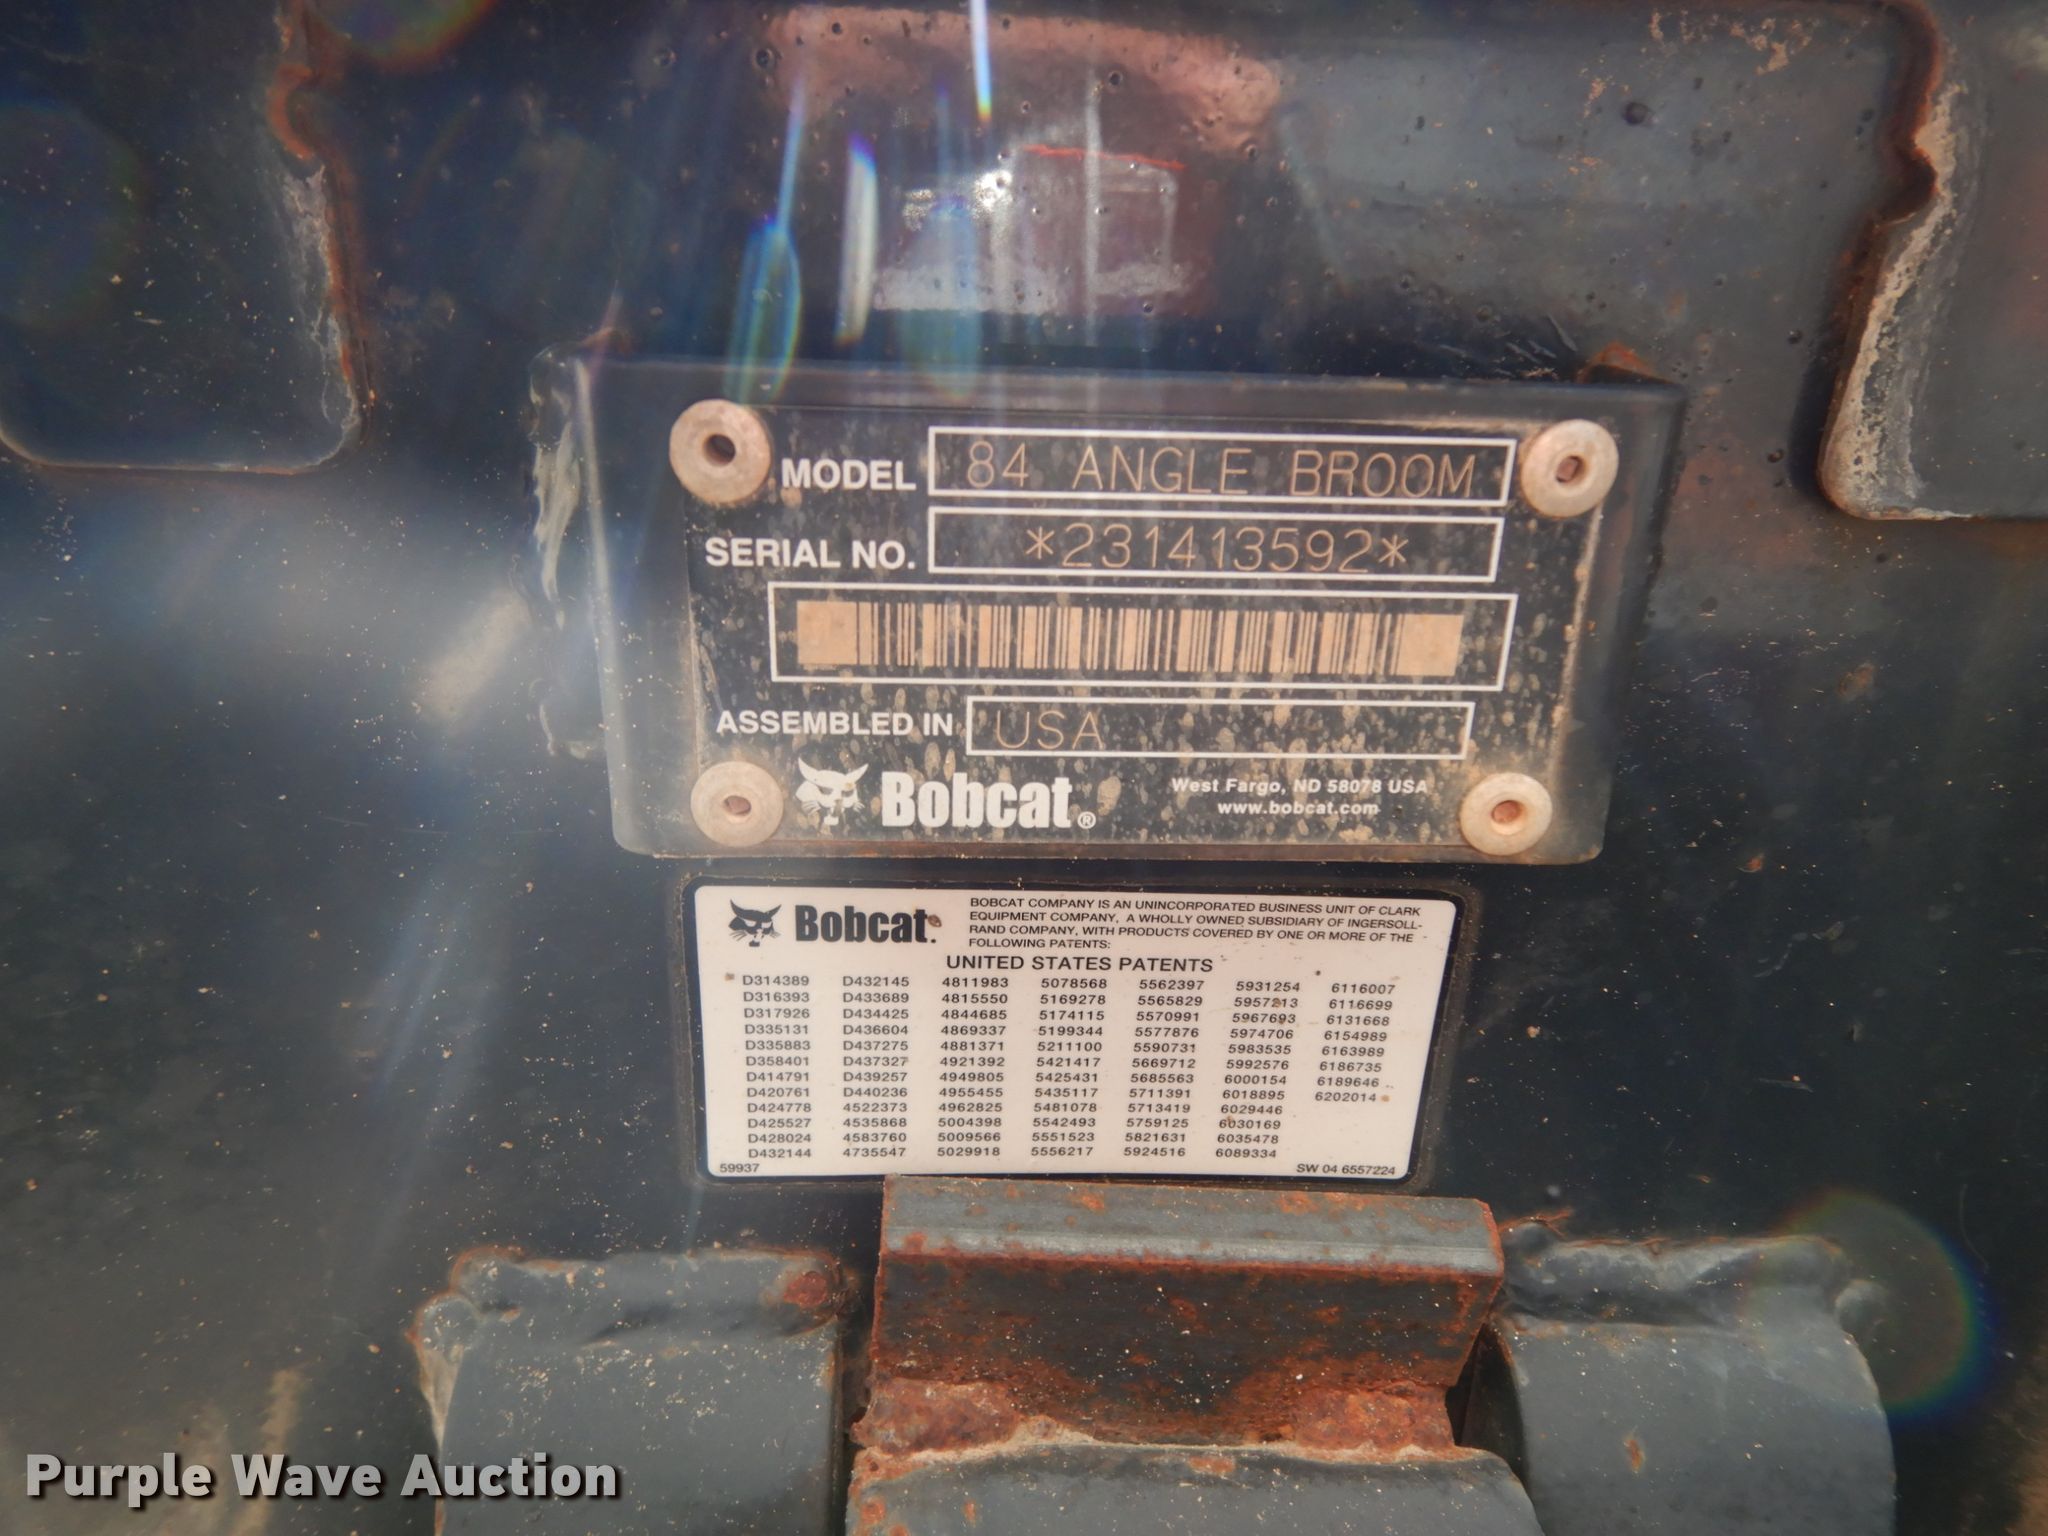 MODEL 84 ANGLE BROOM
SERIAL NO. *231413592*
ASSEMBLED IN USA
Bobcat® West Fargo, ND 58078 USA
www.bobcat.com
Bobcat. BOBCAT COMPANY IS AN UNINCORPORATED BUSINESS UNIT OF CLARK
EQUIPMENT COMPANY, A WHOLLY OWNED SUBSIDIARY OF INGERSOLL-
RAND COMPANY, WITH PRODUCTS COVERED BY ONE OR MORE OF THE
FOLLOWING PATENTS:
UNITED STATES PATENTS
D314389 D432145 4811983 5078568 5562397 5931254 6116007
D316393 D433689 4815550 5169278 5565829 5957213 6116699
D317926 D434425 4844685 5174115 5570991 5967693 6131668
D335131 D436604 4869337 5199344 5577876 5974706 6154989
D335883 D437275 4881371 5211100 5590731 5983535 6163989
D358401 D437327 4921392 5421417 5669712 5992576 6186735
D414791 D439257 4949805 5425431 5685563 6000154 6189646
D420761 D440236 4955455 5435117 5711391 6018895 6202014
D424778 4522373 4962825 5481078 5713419 6029446
D425527 4535868 5004398 5542493 5759125 6030169
D428024 4583760 5009566 5551523 5821631 6035478
D432144 4735547 5029918 5556217 5924516 6089334
59937 SW 04 6557224
Purple Wave Auction